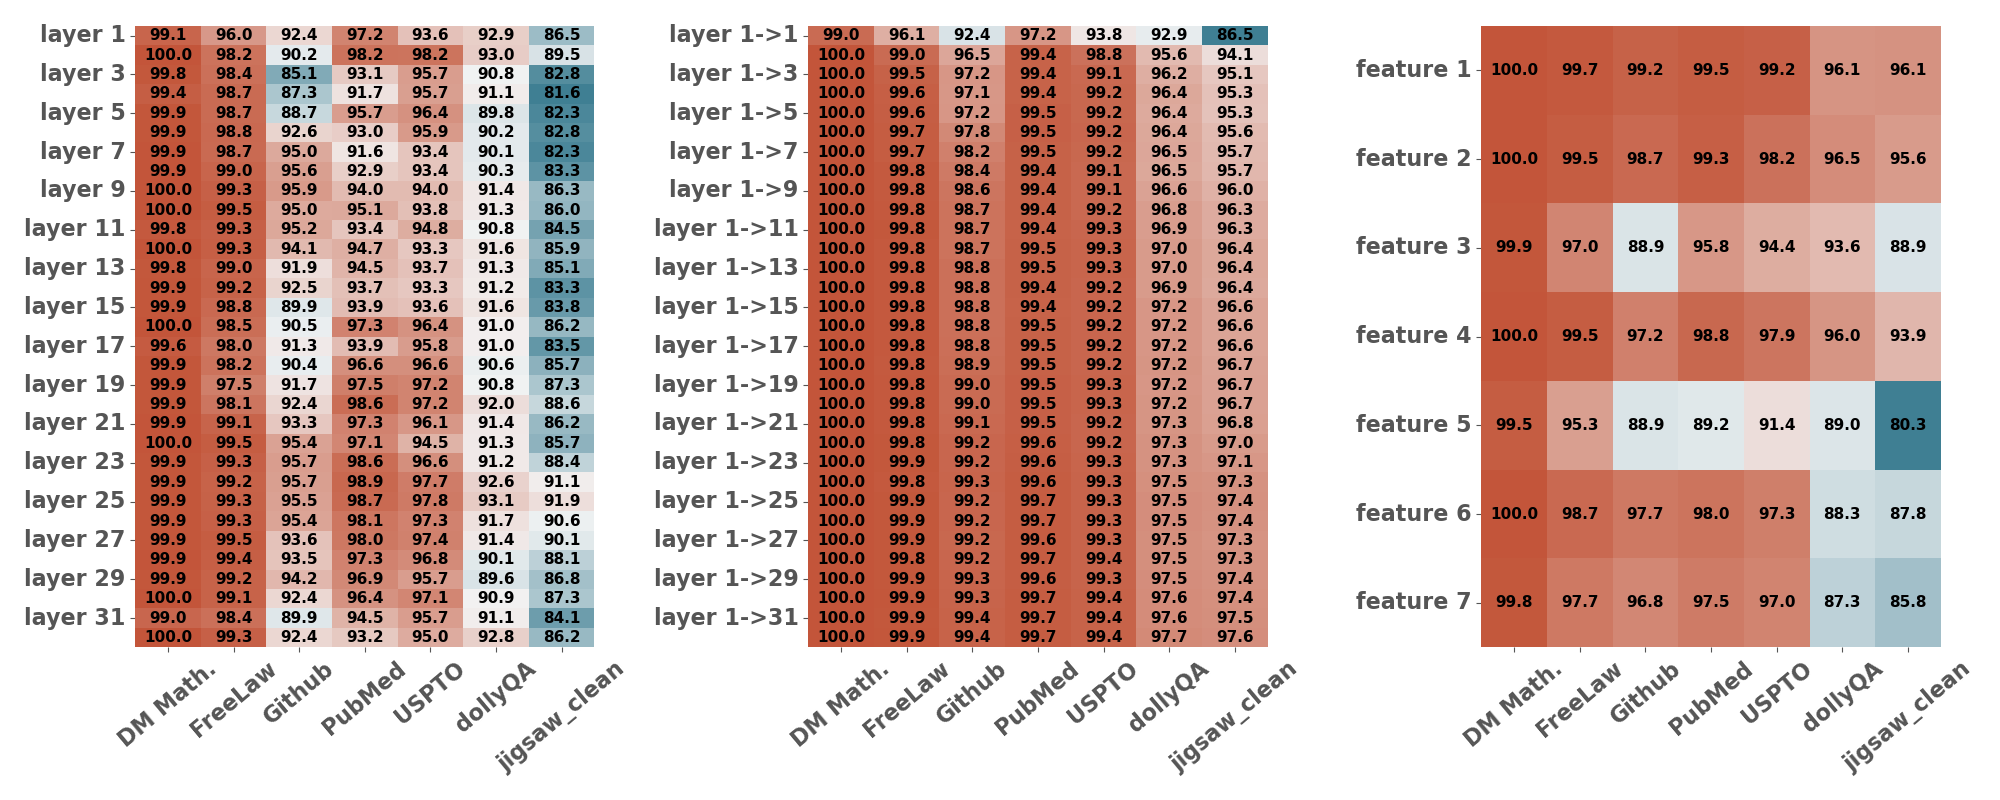 layer 1 99.1 96.0 92.4 97.2 93.6 92.9 86.5
100.0 98.2 90.2 98.2 98.2 93.0 89.5
layer 3 99.8 98.4 85.1 93.1 95.7 90.8 82.8
99.4 98.7 87.3 91.7 95.7 91.1 81.6
layer 5 99.9 98.7 88.7 95.7 96.4 89.8 82.3
99.9 98.8 92.6 93.0 95.9 90.2 82.8
layer 7 99.9 98.7 95.0 91.6 93.4 90.1 82.3
99.9 99.0 95.6 92.9 93.4 90.3 83.3
layer 9 100.0 99.3 95.9 94.0 94.0 91.4 86.3
100.0 99.5 95.0 95.1 93.8 91.3 86.0
layer 11 99.8 99.3 95.2 93.4 94.8 90.8 84.5
100.0 99.3 94.1 94.7 93.3 91.6 85.9
layer 13 99.8 99.0 91.9 94.5 93.7 91.3 85.1
99.9 99.2 92.5 93.7 93.3 91.2 83.3
layer 15 99.9 98.8 89.9 93.9 93.6 91.6 83.8
100.0 98.5 90.5 97.3 96.4 91.0 86.2
layer 17 99.6 98.0 91.3 93.9 95.8 91.0 83.5
99.9 98.2 90.4 96.6 96.6 90.6 85.7
layer 19 99.9 97.5 91.7 97.5 97.2 90.8 87.3
99.9 98.1 92.4 98.6 97.2 92.0 88.6
layer 21 99.9 99.1 93.3 97.3 96.1 91.4 86.2
100.0 99.5 95.4 97.1 94.5 91.3 85.7
layer 23 99.9 99.3 95.7 98.6 96.6 91.2 88.4
99.9 99.2 95.7 98.9 97.7 92.6 91.1
layer 25 99.9 99.3 95.5 98.7 97.8 93.1 91.9
99.9 99.3 95.4 98.1 97.3 91.7 90.6
layer 27 99.9 99.5 93.6 98.0 97.4 91.4 90.1
99.9 99.4 93.5 97.3 96.8 90.1 88.1
layer 29 99.9 99.2 94.2 96.9 95.7 89.6 86.8
100.0 99.1 92.4 96.4 97.1 90.9 87.3
layer 31 99.0 98.4 89.9 94.5 95.7 91.1 84.1
100.0 99.3 92.4 93.2 95.0 92.8 86.2
DM Math. FreeLaw Github PubMed USPTO dollyQA jigsaw_clean
layer 1->1 99.0 96.1 92.4 97.2 93.8 92.9 86.5
100.0 99.0 96.5 99.4 98.8 95.6 94.1
layer 1->3 100.0 99.5 97.2 99.4 99.1 96.2 95.1
100.0 99.6 97.1 99.4 99.2 96.4 95.3
layer 1->5 100.0 99.6 97.2 99.5 99.2 96.4 95.3
100.0 99.7 97.8 99.5 99.2 96.4 95.6
layer 1->7 100.0 99.7 98.2 99.5 99.2 96.5 95.7
100.0 99.8 98.4 99.4 99.1 96.5 95.7
layer 1->9 100.0 99.8 98.6 99.4 99.1 96.6 96.0
100.0 99.8 98.7 99.4 99.2 96.8 96.3
layer 1->11 100.0 99.8 98.7 99.4 99.3 96.9 96.3
100.0 99.8 98.7 99.5 99.3 97.0 96.4
layer 1->13 100.0 99.8 98.8 99.5 99.3 97.0 96.4
100.0 99.8 98.8 99.4 99.2 96.9 96.4
layer 1->15 100.0 99.8 98.8 99.4 99.2 97.2 96.6
100.0 99.8 98.8 99.5 99.2 97.2 96.6
layer 1->17 100.0 99.8 98.8 99.5 99.2 97.2 96.6
100.0 99.8 98.9 99.5 99.2 97.2 96.7
layer 1->19 100.0 99.8 99.0 99.5 99.3 97.2 96.7
100.0 99.8 99.0 99.5 99.3 97.2 96.7
layer 1->21 100.0 99.8 99.1 99.5 99.2 97.3 96.8
100.0 99.8 99.2 99.6 99.2 97.3 97.0
layer 1->23 100.0 99.9 99.2 99.6 99.3 97.3 97.1
100.0 99.8 99.3 99.6 99.3 97.5 97.3
layer 1->25 100.0 99.9 99.2 99.7 99.3 97.5 97.4
100.0 99.9 99.2 99.7 99.3 97.5 97.4
layer 1->27 100.0 99.9 99.2 99.6 99.3 97.5 97.3
100.0 99.8 99.2 99.7 99.4 97.5 97.3
layer 1->29 100.0 99.9 99.3 99.6 99.3 97.5 97.4
100.0 99.9 99.3 99.7 99.4 97.6 97.4
layer 1->31 100.0 99.9 99.4 99.7 99.4 97.6 97.5
100.0 99.9 99.4 99.7 99.4 97.7 97.6
DM Math. FreeLaw Github PubMed USPTO dollyQA jigsaw_clean
feature 1 100.0 99.7 99.2 99.5 99.2 96.1 96.1
feature 2 100.0 99.5 98.7 99.3 98.2 96.5 95.6
feature 3 99.9 97.0 88.9 95.8 94.4 93.6 88.9
feature 4 100.0 99.5 97.2 98.8 97.9 96.0 93.9
feature 5 99.5 95.3 88.9 89.2 91.4 89.0 80.3
feature 6 100.0 98.7 97.7 98.0 97.3 88.3 87.8
feature 7 99.8 97.7 96.8 97.5 97.0 87.3 85.8
DM Math. FreeLaw Github PubMed USPTO dollyQA jigsaw_clean